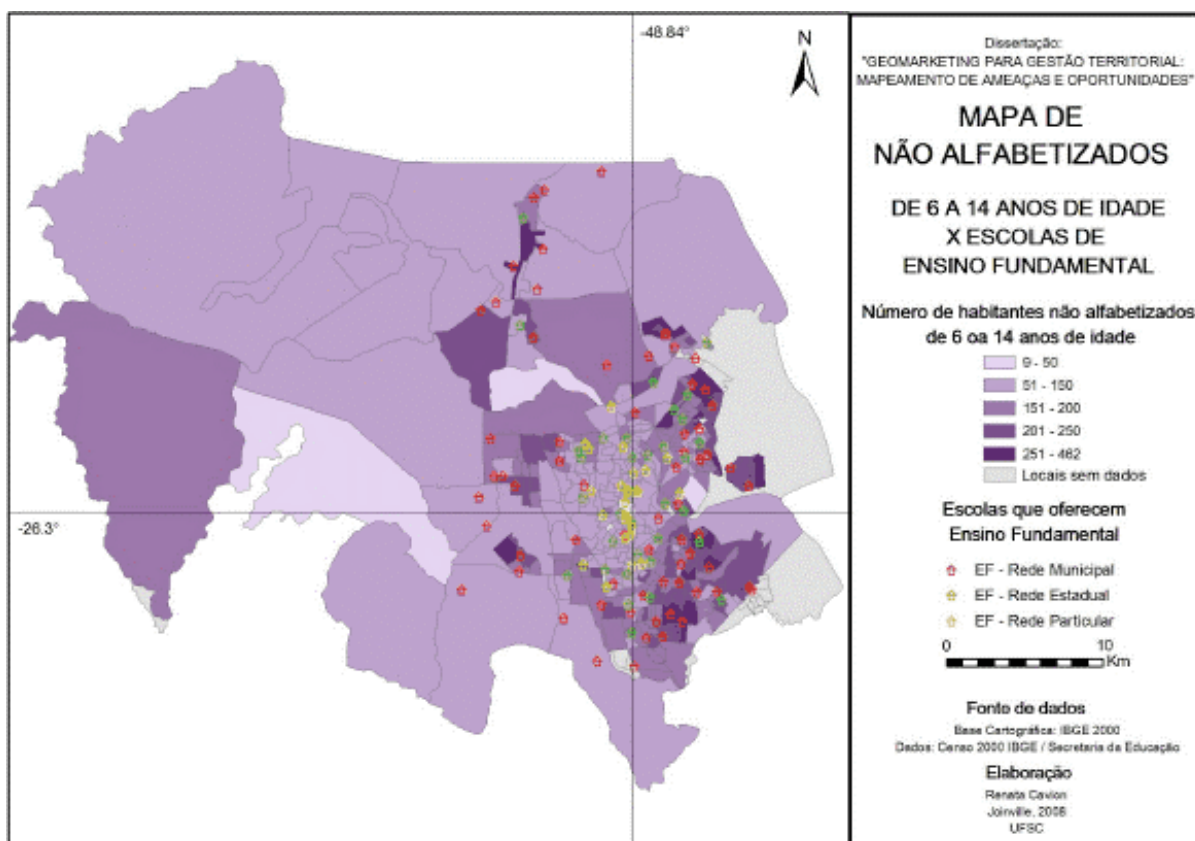 -48.84°
N
-26.3°
Dissertação:
"GEOMARKETING PARA GESTÃO TERRITORIAL:
MAPEAMENTO DE AMEAÇAS E OPORTUNIDADES"
MAPA DE
NÃO ALFABETIZADOS
DE 6 A 14 ANOS DE IDADE
X ESCOLAS DE
ENSINO FUNDAMENTAL
Número de habitantes não alfabetizados
de 6 oa 14 anos de idade
9 - 50
51 - 150
151 - 200
201 - 250
251 - 462
Locais sem dados
Escolas que oferecem
Ensino Fundamental
EF - Rede Municipal
EF - Rede Estadual
EF - Rede Particular
0 10
Km
Fonte de dados
Base Cartográfica: IBGE 2000
Dados: Censo 2000 IBGE / Secretaria da Educação
Elaboração
Renata Cavion
Joinville, 2008
UFSC